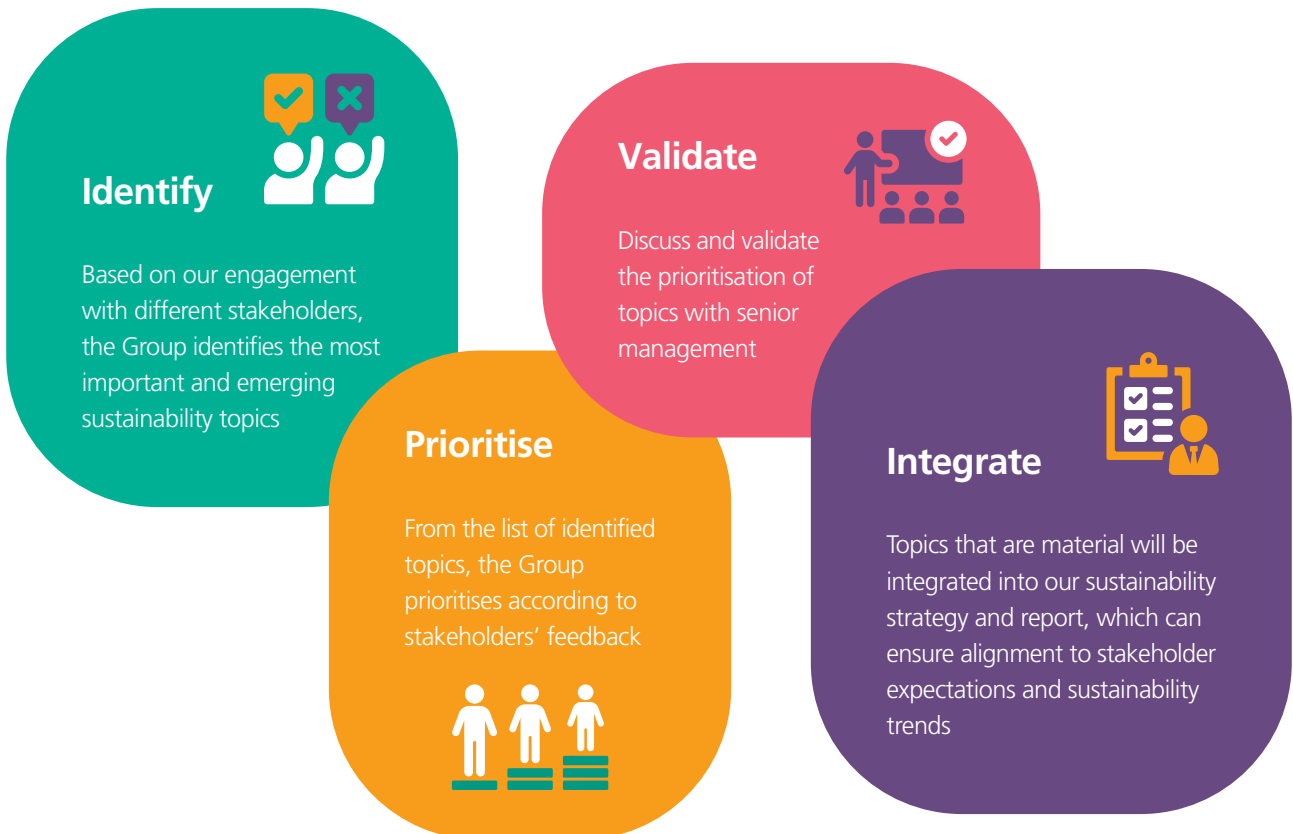 Identify
Based on our engagement
with different stakeholders,
the Group identifies the most
important and emerging
sustainability topics
Prioritise
From the list of identified
topics, the Group
prioritises according to
stakeholders’ feedback
Validate
Discuss and validate
the prioritisation of
topics with senior
management
Integrate
Topics that are material will be
integrated into our sustainability
strategy and report, which can
ensure alignment to stakeholder
expectations and sustainability
trends